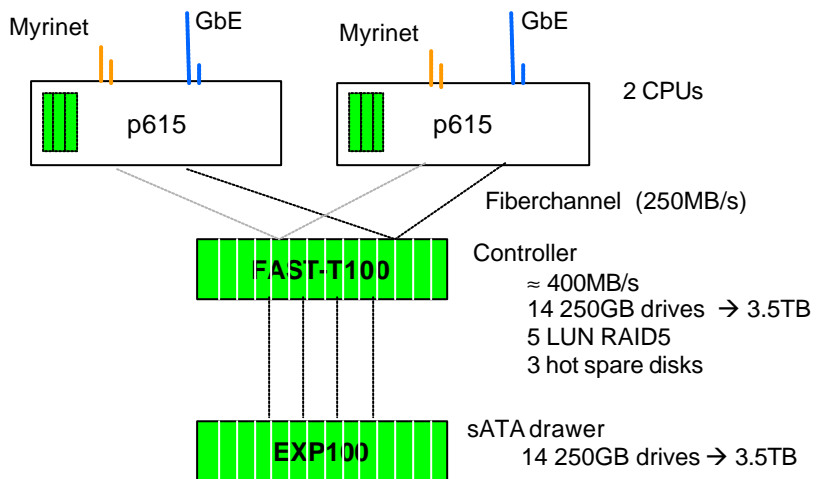 Myrinet
GbE
Myrinet
GbE
p615
p615
2 CPUs
Fiberchannel (250MB/s)
FAST-T100
Controller
≈ 400MB/s
14 250GB drives → 3.5TB
5 LUN RAID5
3 hot spare disks
EXP100
sATA drawer
14 250GB drives → 3.5TB